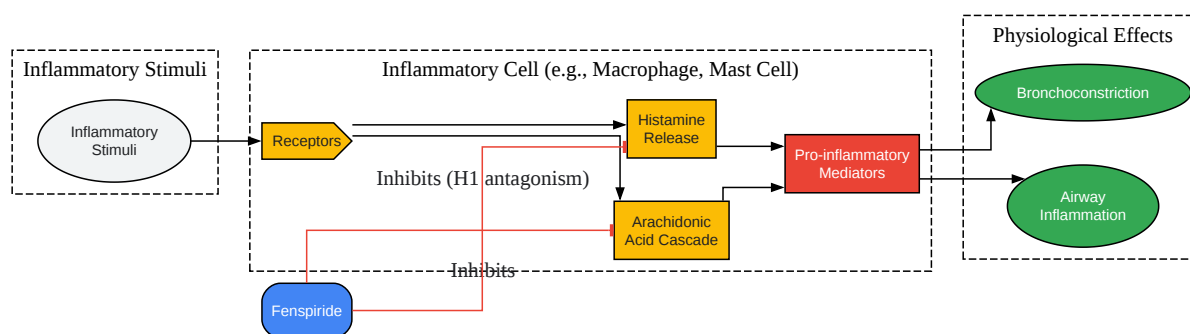 Physiological Effects
Inflammatory Stimuli
Inflammatory Cell (e.g., Macrophage, Mast Cell)
Bronchoconstriction
Inflammatory
Stimuli
Receptors
Histamine
Release
Pro-inflammatory
Mediators
Inhibits (H1 antagonism)
Airway
Inflammation
Arachidonic
Acid Cascade
Inhibits
Fenspiride